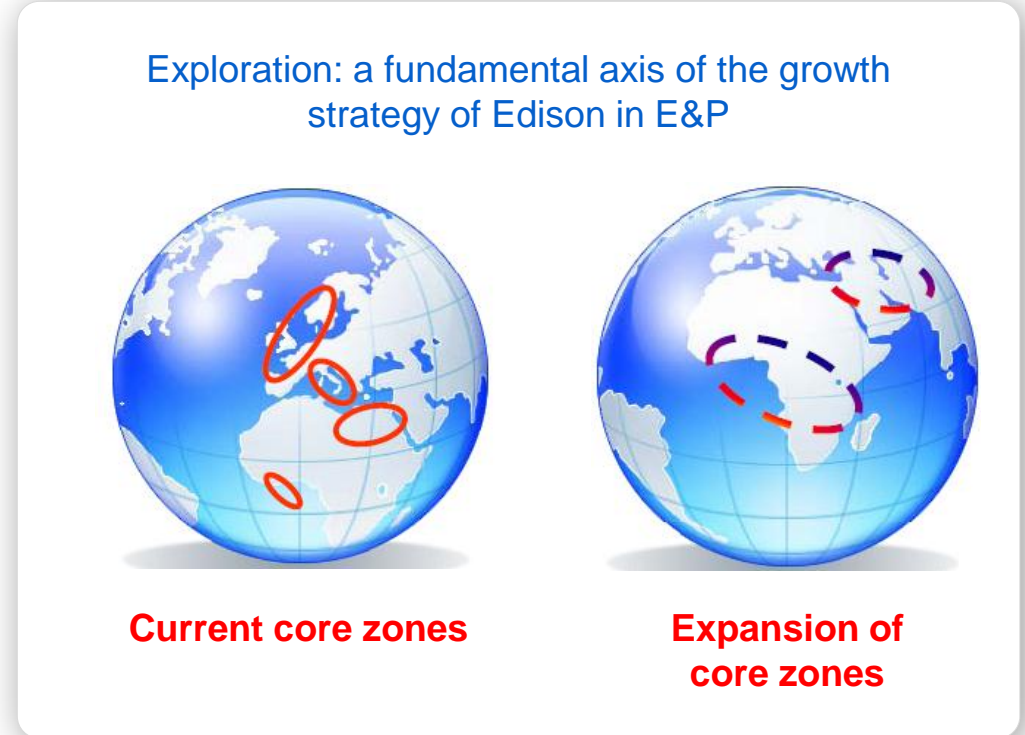 Exploration: a fundamental axis of the growth
strategy of Edison in E&P
Current core zones
Expansion of
core zones